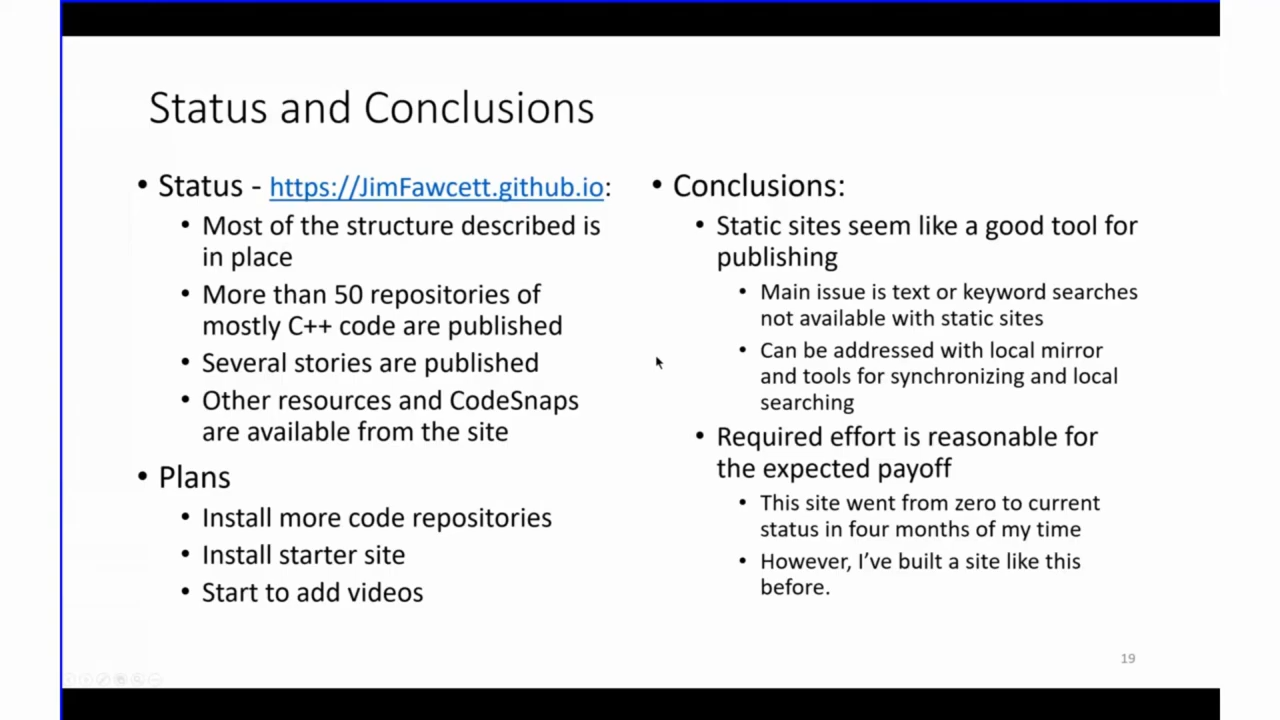 Status and Conclusions
• Status - https://JimFawcett.github.io:
• Most of the structure described is
in place
• More than 50 repositories of
mostly C++ code are published
• Several stories are published
• Other resources and CodeSnaps
are available from the site
• Plans
• Install more code repositories
• Install starter site
• Start to add videos
• Conclusions:
• Static sites seem like a good tool for
publishing
• Main issue is text or keyword searches
not available with static sites
• Can be addressed with local mirror
and tools for synchronizing and local
searching
• Required effort is reasonable for
the expected payoff
• This site went from zero to current
status in four months of my time
• However, I’ve built a site like this
before.
19